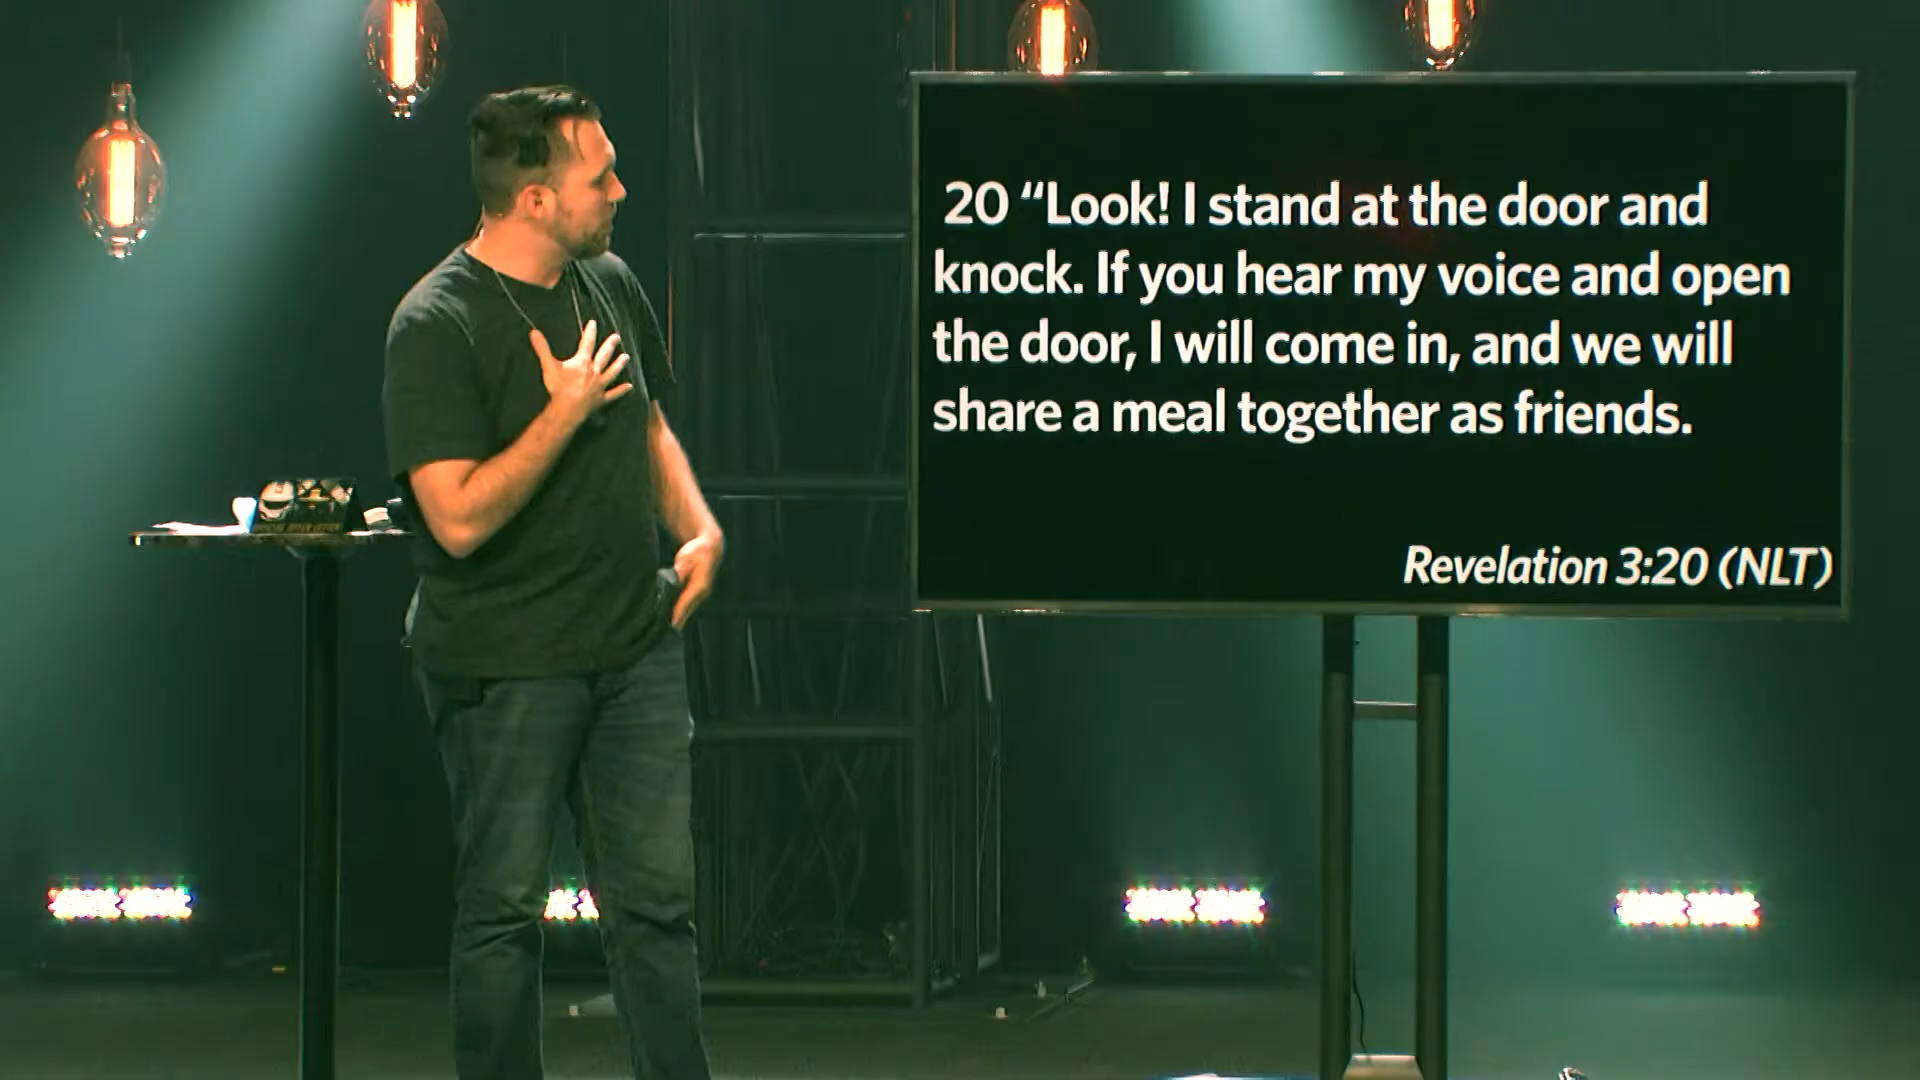 20 “Look! I stand at the door and
knock. If you hear my voice and open
the door, I will come in, and we will
share a meal together as friends.
Revelation 3:20 (NLT)